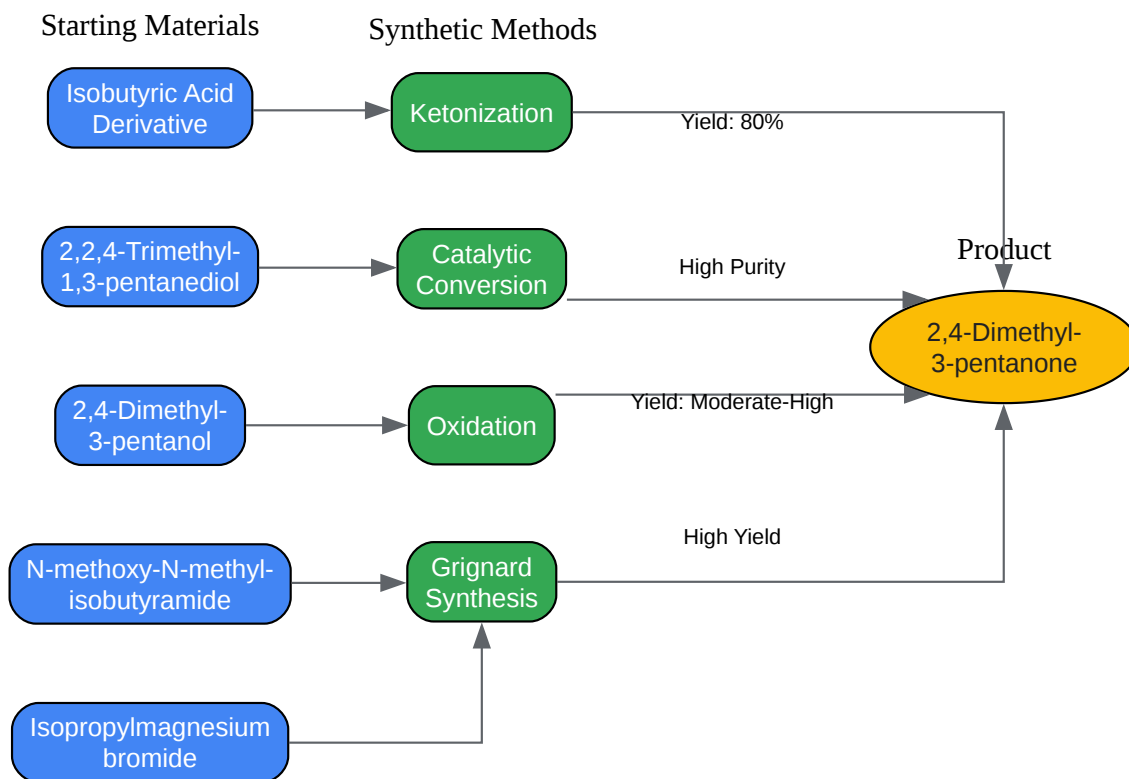 Starting Materials
Synthetic Methods
Isobutyric Acid
Derivative
Ketonization
Yield: 80%
2,2,4-Trimethyl-
1,3-pentanediol
Catalytic
Conversion
High Purity
Product
2,4-Dimethyl-
3-pentanone
2,4-Dimethyl-
3-pentanol
Oxidation
Yield: Moderate-High
N-methoxy-N-methyl-
isobutyramide
Grignard
Synthesis
High Yield
Isopropylmagnesium
bromide